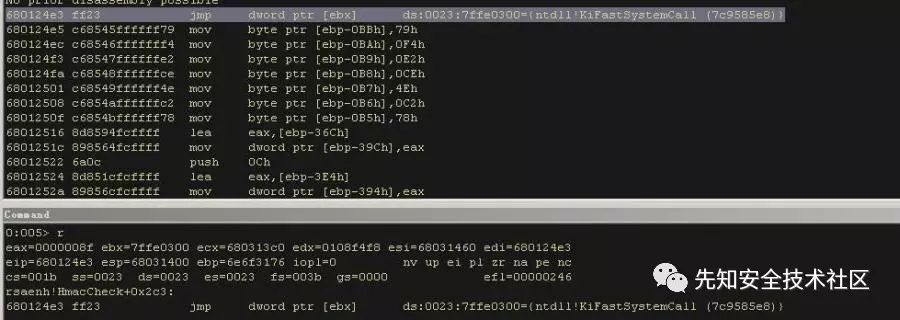 No prior disassembly possible
680124e3 ff23 jmp dword ptr [ebx] ds:0023:7ffe0300={ntdll!KiFastSystemCall (7c9585e8)}
680124e5 c68545ffffff79 mov byte ptr [ebp-0BBh],79h
680124ec c68546fffffff4 mov byte ptr [ebp-0BAh],0F4h
680124f3 c68547ffffffe2 mov byte ptr [ebp-0B9h],0E2h
680124fa c68548ffffffce mov byte ptr [ebp-0B8h],0CEh
68012501 c68549ffffff4e mov byte ptr [ebp-0B7h],4Eh
68012508 c6854affffffc2 mov byte ptr [ebp-0B6h],0C2h
6801250f c6854bffffff78 mov byte ptr [ebp-0B5h],78h
68012516 8d8594fcffff lea eax,[ebp-36Ch]
6801251c 898564fcffff mov dword ptr [ebp-39Ch],eax
68012522 6a0c push 0Ch
68012524 8d851cfcffff lea eax,[ebp-3E4h]
6801252a 89856cfcffff mov dword ptr [ebp-394h],eax
Command
0:005> r
eax=0000008f ebx=7ffe0300 ecx=680313c0 edx=0108f4f8 esi=68031460 edi=680124e3
eip=680124e3 esp=68031400 ebp=6e6f3176 iopl=0 nv up ei pl zr na pe nc
cs=001b ss=0023 ds=0023 es=0023 fs=003b gs=0000 efl=00000246
rsaenh!HmacCheck+0x2c3:
680124e3 ff23 jmp dword ptr [ebx] ds:0023:7ffe0300={ntdll!KiFastSystemCall (7c9585e8)}
先知安全技术社区